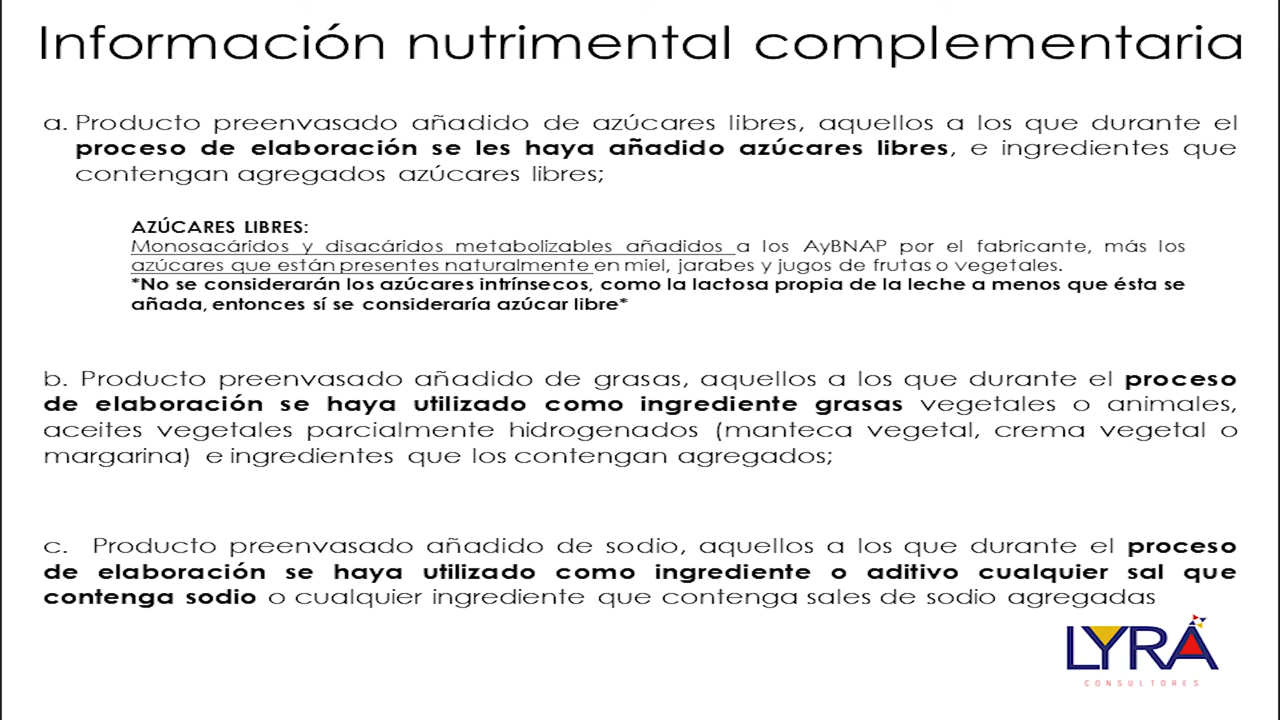 Información nutrimental complementaria
a. Producto preenvasado añadido de azúcares libres, aquellos a los que durante el
proceso de elaboración se les haya añadido azúcares libres, e ingredientes que
contengan agregados azúcares libres;
AZÚCARES LIBRES:
Monosacáridos y disacáridos metabolizables añadidos a los AyBNAP por el fabricante, más los
azúcares que están presentes naturalmente en miel, jarabes y jugos de frutas o vegetales.
*No se considerarán los azúcares intrínsecos, como la lactosa propia de la leche a menos que ésta se
añada, entonces sí se consideraría azúcar libre*
b. Producto preenvasado añadido de grasas, aquellos a los que durante el proceso
de elaboración se haya utilizado como ingrediente grasas vegetales o animales,
aceites vegetales parcialmente hidrogenados (manteca vegetal, crema vegetal o
margarina) e ingredientes que los contengan agregados;
c. Producto preenvasado añadido de sodio, aquellos a los que durante el proceso
de elaboración se haya utilizado como ingrediente o aditivo cualquier sal que
contenga sodio o cualquier ingrediente que contenga sales de sodio agregadas
LYRA
CONSULTORES